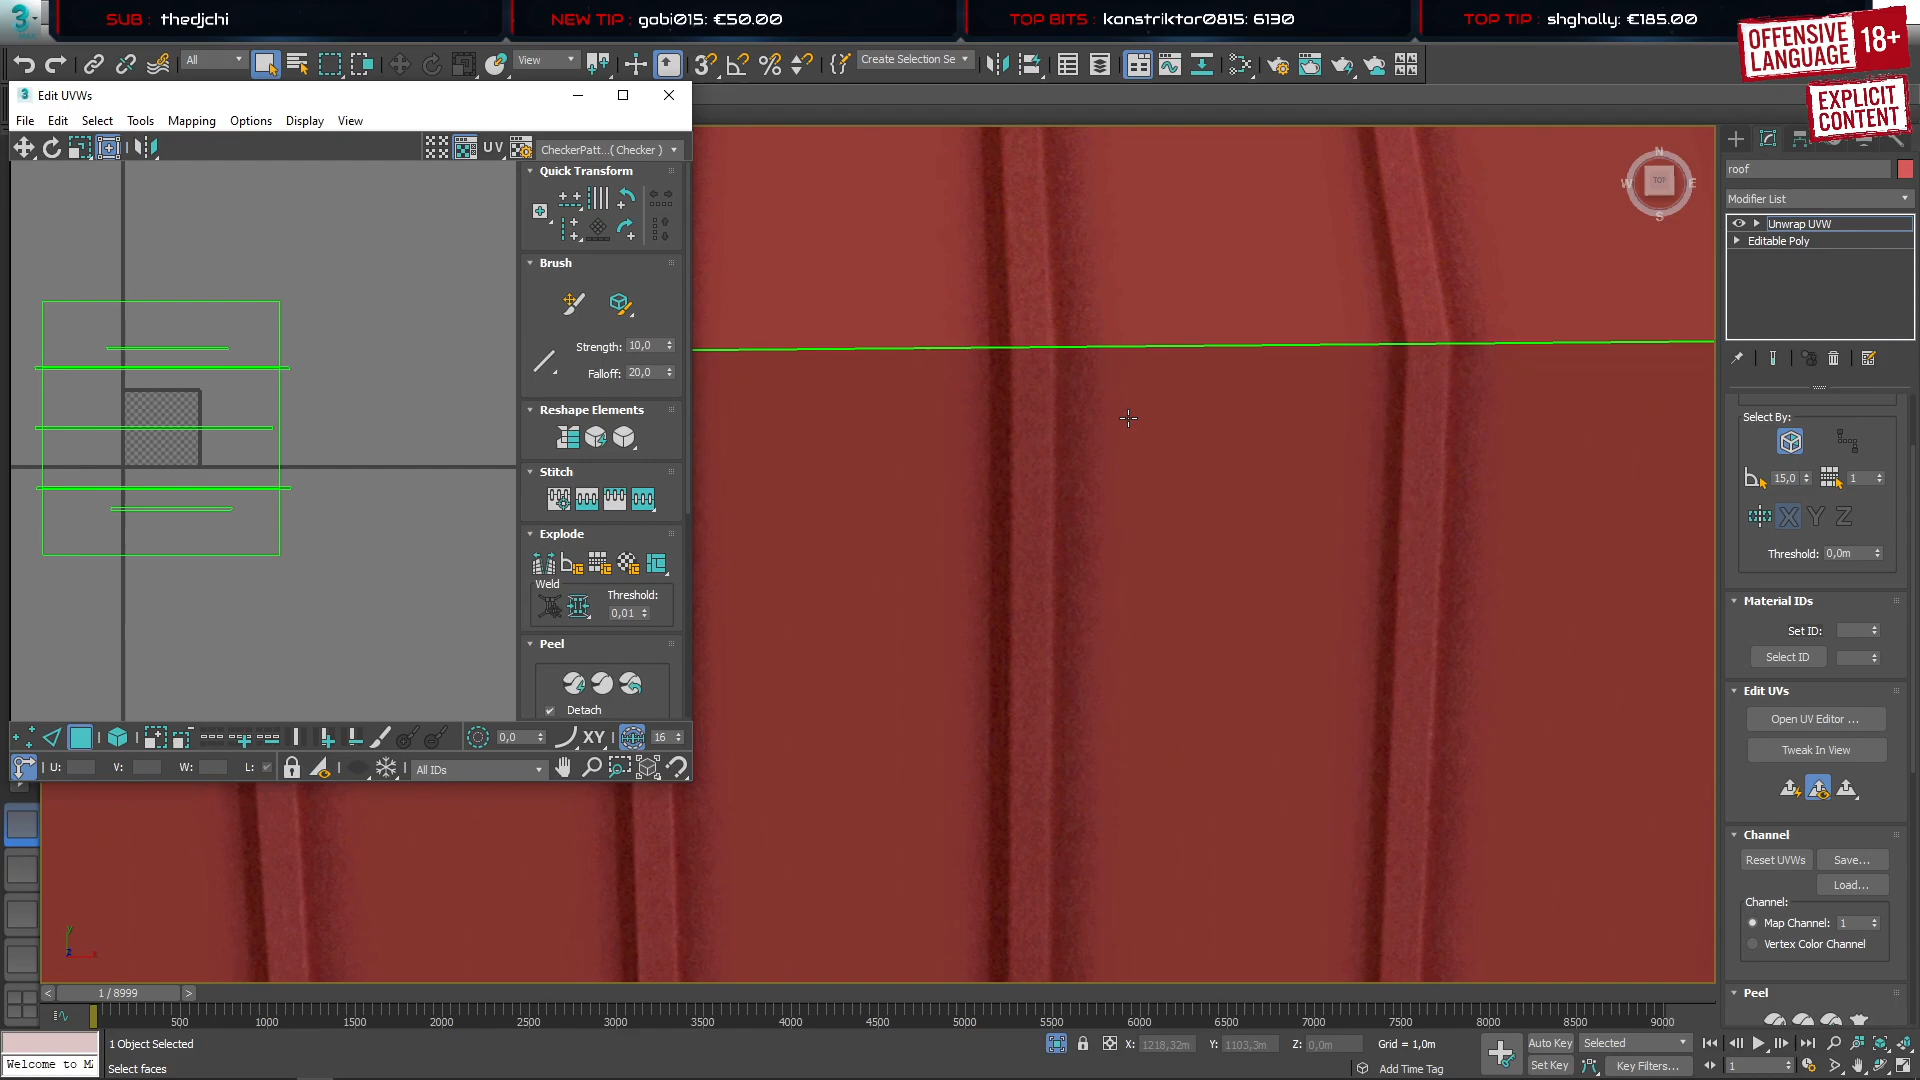 SUB : thedjchi
NEW TIP : gabi015: €50.00
TOP BITS : konstriktor0815: 6130
TOP TIP : shgholly: €185.00
OFFENSIVE LANGUAGE 18+
EXPLICIT CONTENT
All
View
Create Selection Se
Edit UVWs
File Edit Select Tools Mapping Options Display View
UV
CheckerPatt...( Checker )
Quick Transform
Brush
Strength: 10,0
Falloff: 20,0
Reshape Elements
Stitch
Explode
Weld
Threshold:
0,01
Peel
Detach
0,0
XY
16
U: V: W: L:
All IDs
N
W TOP E
S
roof
Modifier List
Unwrap UVW
Editable Poly
Select By:
15,0
1
X Y Z
Threshold: 0,0m
Material IDs
Set ID:
Select ID
Edit UVs
Open UV Editor ...
Tweak In View
Channel
Reset UVWs Save...
Load...
Channel:
Map Channel: 1
Vertex Color Channel
Peel
y
z x
< 1 / 8999 >
500 1000 1500 2000 2500 3000 3500 4000 4500 5000 5500 6000 6500 7000 7500 8000 8500 9000
1 Object Selected
X: 1218,32m Y: 1103,3m Z: 0,0m Grid = 1,0m
Auto Key Selected
Welcome to M
Select faces
Add Time Tag
Set Key Key Filters...
1